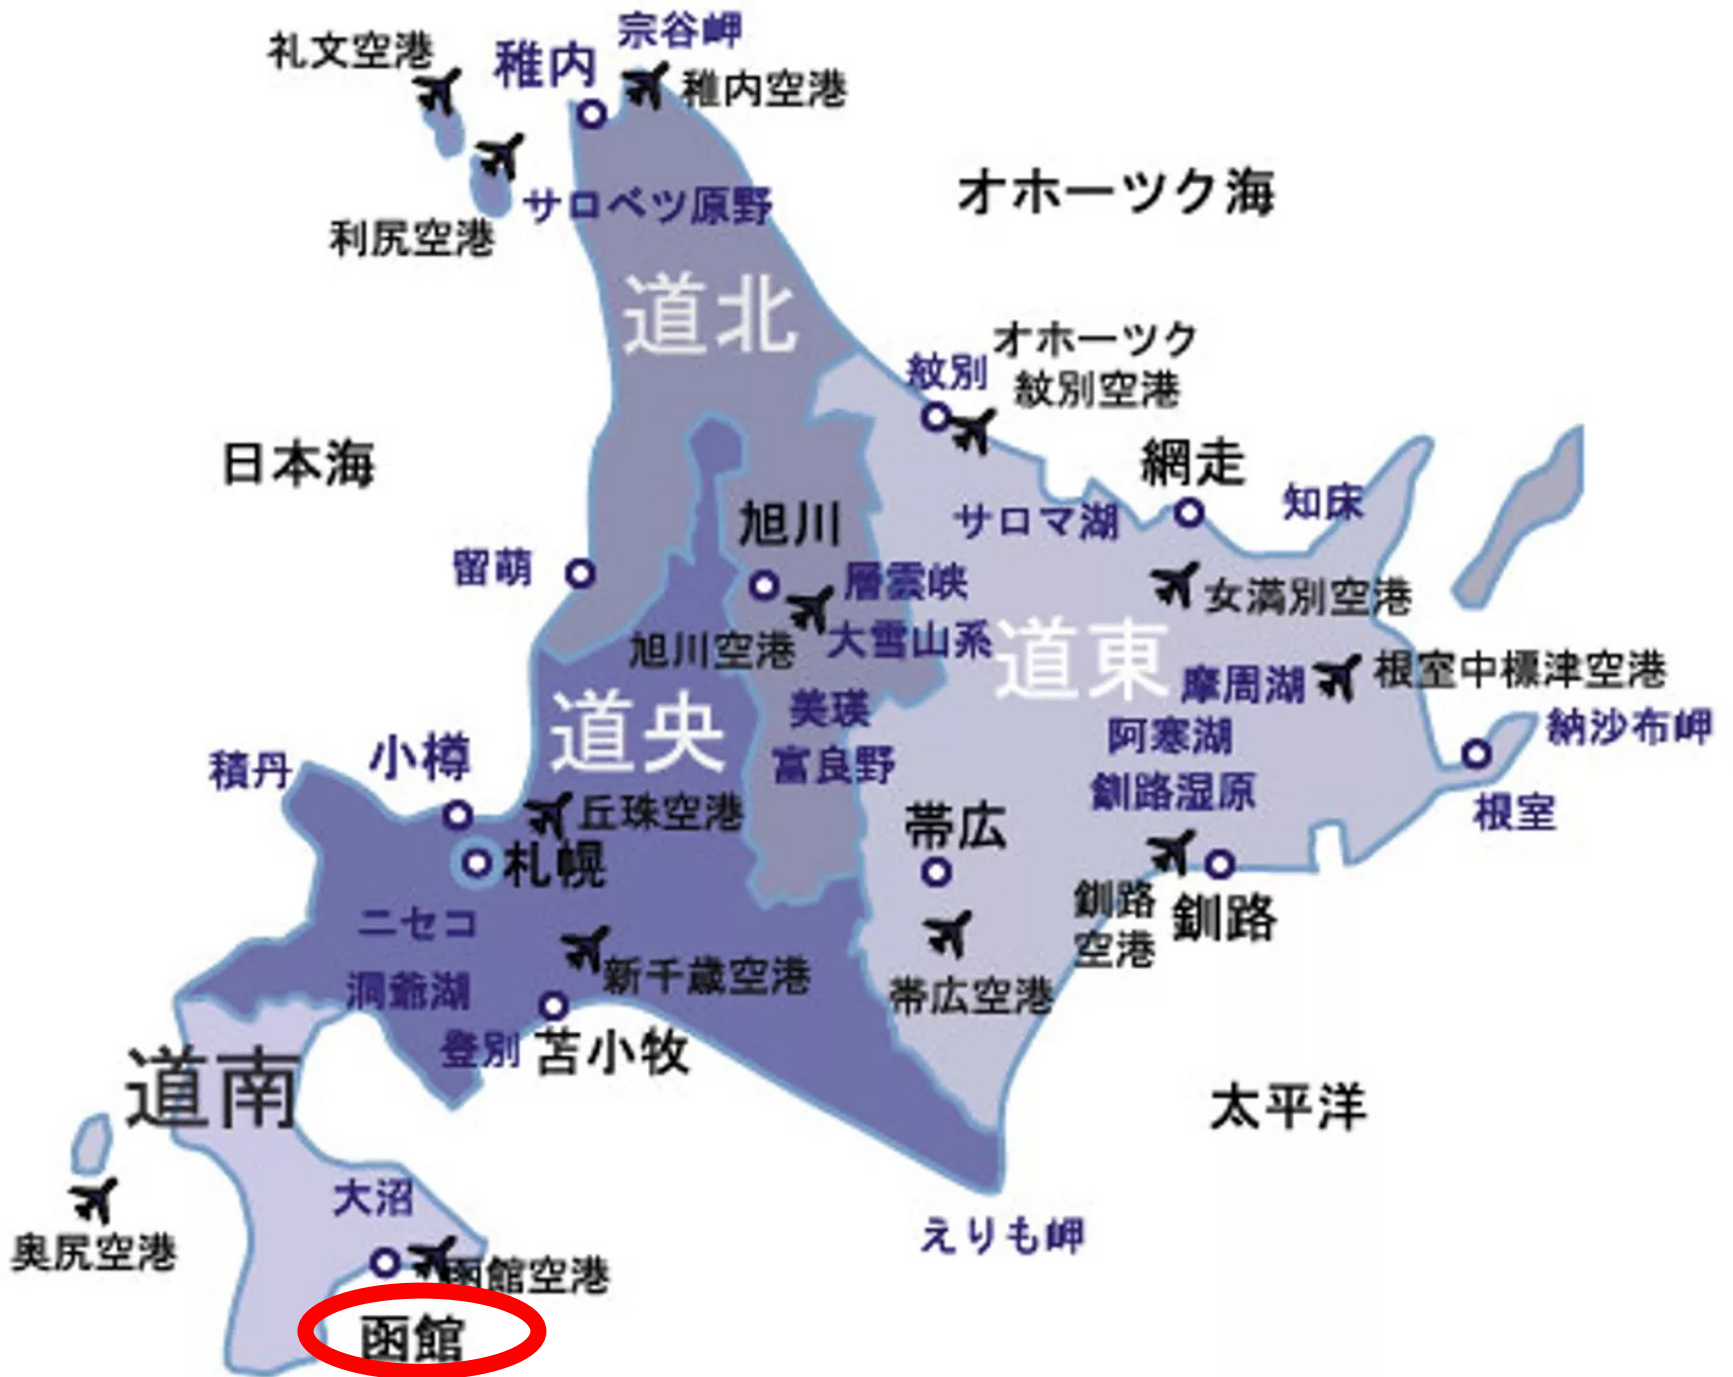 宗谷岬
礼文空港
稚内
稚内空港
サロベツ原野
利尻空港
オホーツク海
道北
オホーツク
紋別
紋別空港
日本海
網走
知床
サロマ湖
旭川
留萌
層雲峡
女満別空港
大雪山系
旭川空港
道東
根室中標津空港
摩周湖
美瑛
納沙布岬
道央
阿寒湖
小樽
積丹
富良野
釧路湿原
丘珠空港
根室
帯広
札幌
釧路
空港
釧路
ニセコ
新千歳空港
洞爺湖
帯広空港
登別
苫小牧
道南
太平洋
大沼
えりも岬
奥尻空港
函館空港
函館